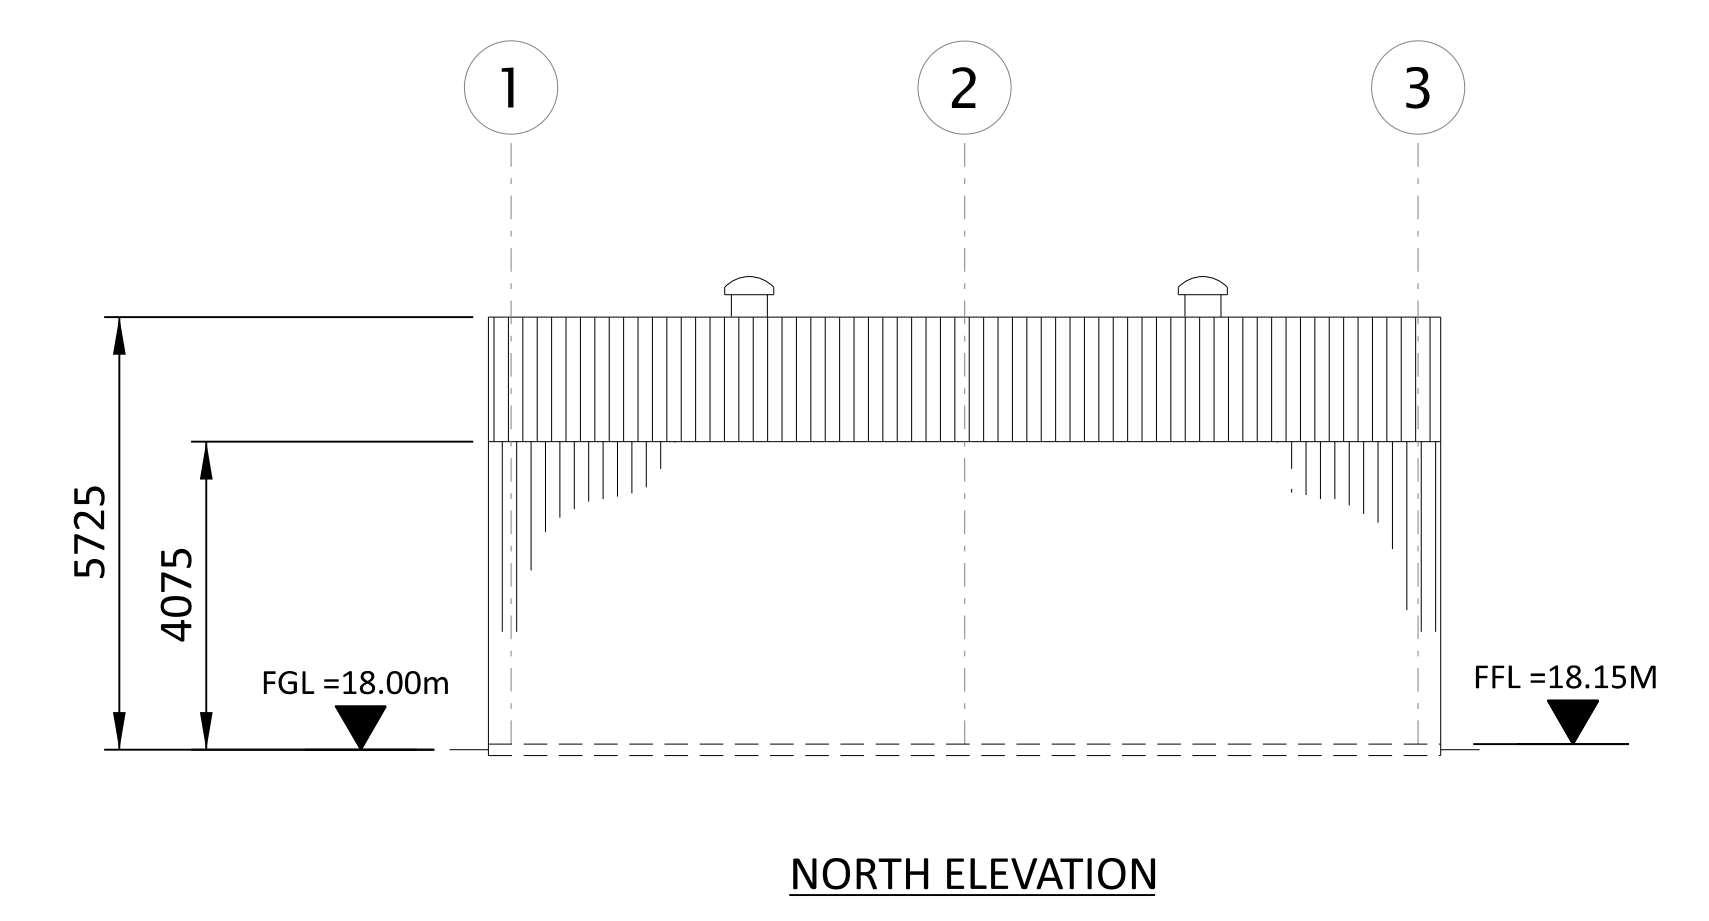 1 2 3
5725
4075
FGL =18.00m
FFL =18.15M
NORTH ELEVATION